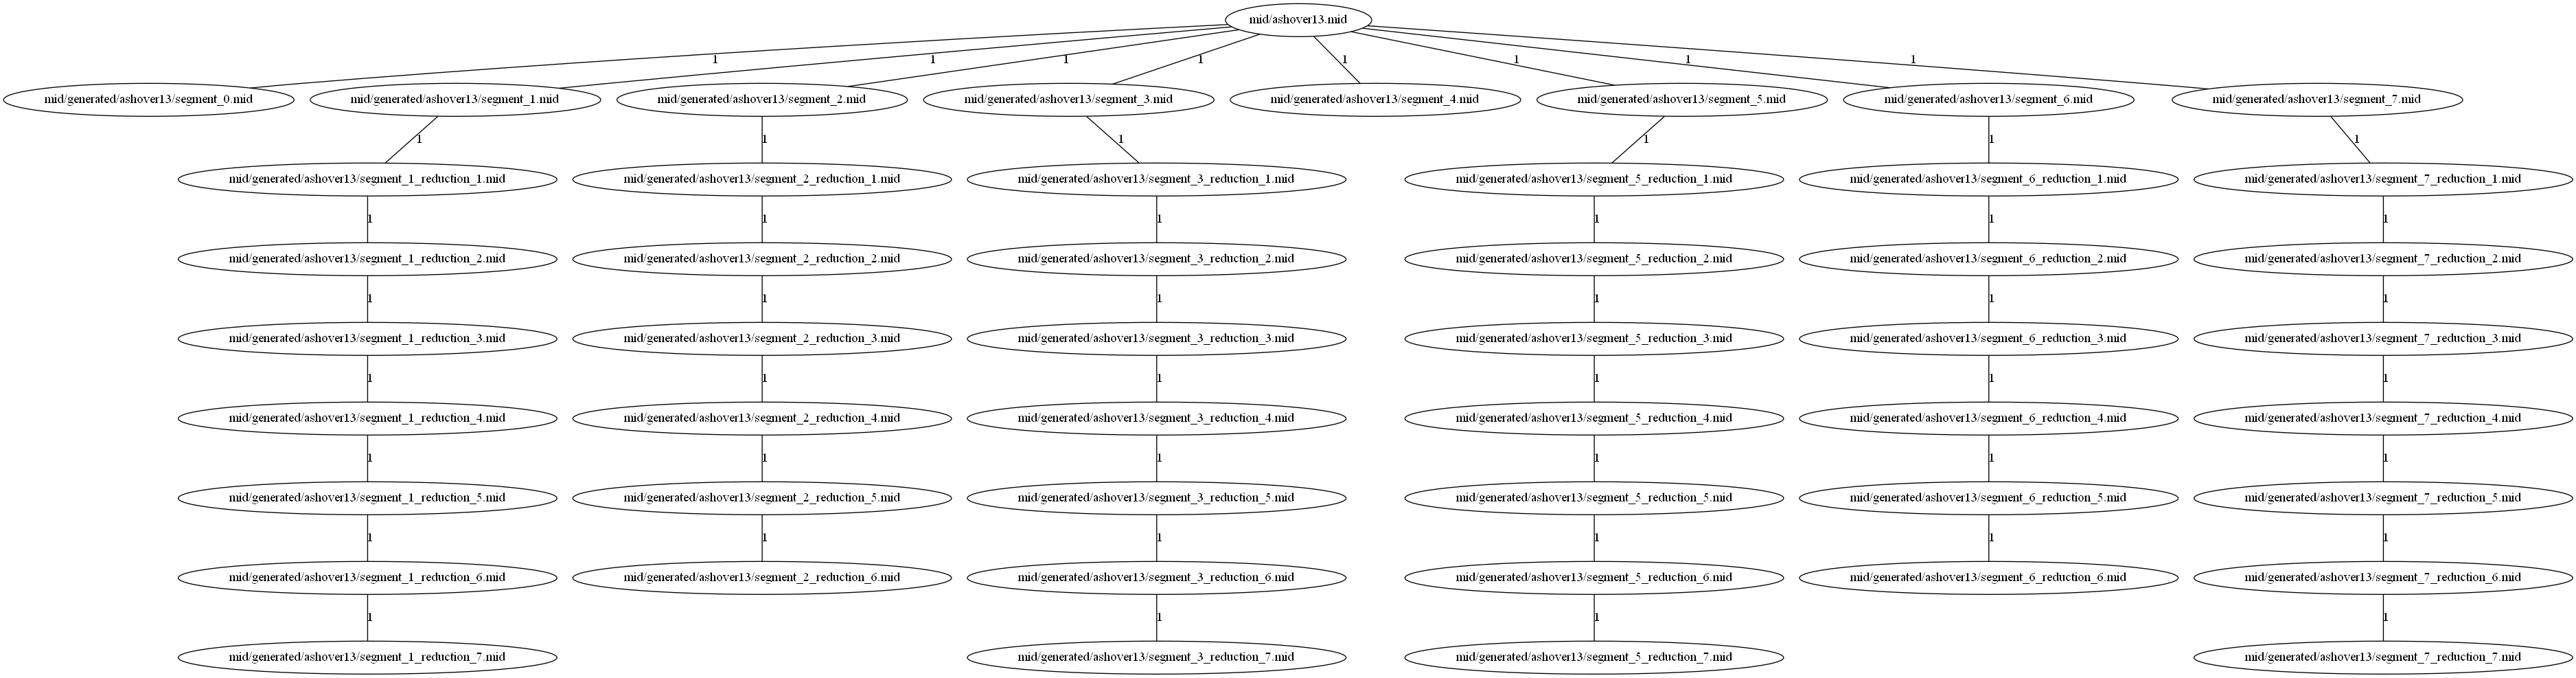 mid/ashover13.mid
1 1 1 1 1 1 1 1
mid/generated/ashover13/segment_0.mid mid/generated/ashover13/segment_1.mid mid/generated/ashover13/segment_2.mid mid/generated/ashover13/segment_3.mid mid/generated/ashover13/segment_4.mid mid/generated/ashover13/segment_5.mid mid/generated/ashover13/segment_6.mid mid/generated/ashover13/segment_7.mid
1 1 1 1 1 1
mid/generated/ashover13/segment_1_reduction_1.mid mid/generated/ashover13/segment_2_reduction_1.mid mid/generated/ashover13/segment_3_reduction_1.mid mid/generated/ashover13/segment_5_reduction_1.mid mid/generated/ashover13/segment_6_reduction_1.mid mid/generated/ashover13/segment_7_reduction_1.mid
1 1 1 1 1 1
mid/generated/ashover13/segment_1_reduction_2.mid mid/generated/ashover13/segment_2_reduction_2.mid mid/generated/ashover13/segment_3_reduction_2.mid mid/generated/ashover13/segment_5_reduction_2.mid mid/generated/ashover13/segment_6_reduction_2.mid mid/generated/ashover13/segment_7_reduction_2.mid
1 1 1 1 1 1
mid/generated/ashover13/segment_1_reduction_3.mid mid/generated/ashover13/segment_2_reduction_3.mid mid/generated/ashover13/segment_3_reduction_3.mid mid/generated/ashover13/segment_5_reduction_3.mid mid/generated/ashover13/segment_6_reduction_3.mid mid/generated/ashover13/segment_7_reduction_3.mid
1 1 1 1 1 1
mid/generated/ashover13/segment_1_reduction_4.mid mid/generated/ashover13/segment_2_reduction_4.mid mid/generated/ashover13/segment_3_reduction_4.mid mid/generated/ashover13/segment_5_reduction_4.mid mid/generated/ashover13/segment_6_reduction_4.mid mid/generated/ashover13/segment_7_reduction_4.mid
1 1 1 1 1 1
mid/generated/ashover13/segment_1_reduction_5.mid mid/generated/ashover13/segment_2_reduction_5.mid mid/generated/ashover13/segment_3_reduction_5.mid mid/generated/ashover13/segment_5_reduction_5.mid mid/generated/ashover13/segment_6_reduction_5.mid mid/generated/ashover13/segment_7_reduction_5.mid
1 1 1 1 1 1
mid/generated/ashover13/segment_1_reduction_6.mid mid/generated/ashover13/segment_2_reduction_6.mid mid/generated/ashover13/segment_3_reduction_6.mid mid/generated/ashover13/segment_5_reduction_6.mid mid/generated/ashover13/segment_6_reduction_6.mid mid/generated/ashover13/segment_7_reduction_6.mid
1 1 1 1
mid/generated/ashover13/segment_1_reduction_7.mid mid/generated/ashover13/segment_3_reduction_7.mid mid/generated/ashover13/segment_5_reduction_7.mid mid/generated/ashover13/segment_7_reduction_7.mid